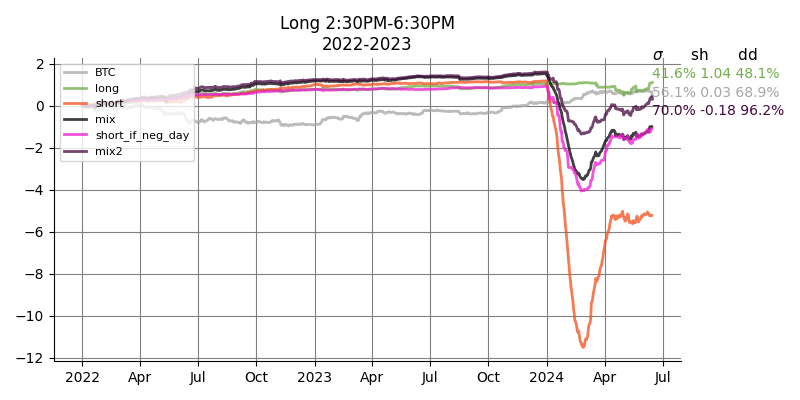 Long 2:30PM-6:30PM
2022-2023
σ sh dd
41.6% 1.04 48.1%
56.1% 0.03 68.9%
70.0% -0.18 96.2%
BTC
long
short
mix
short_if_neg_day
mix2
2
0
−2
−4
−6
−8
−10
−12
2022 Apr Jul Oct 2023 Apr Jul Oct 2024 Apr Jul